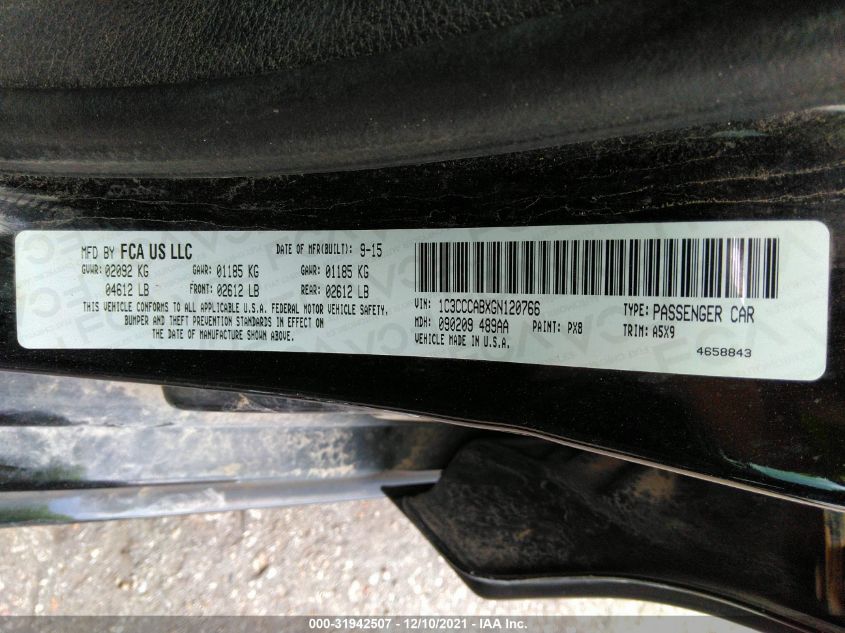 MFD BY FCA US LLC DATE OF MFR(BUILT): 9-15
GVWR: 02092 KG GAWR: 01185 KG GAWR: 01185 KG
04612 LB FRONT: 02612 LB REAR: 02612 LB
THIS VEHICLE CONFORMS TO ALL APPLICABLE U.S.A. FEDERAL MOTOR VEHICLE SAFETY,
BUMPER AND THEFT PREVENTION STANDARDS IN EFFECT ON
THE DATE OF MANUFACTURE SHOWN ABOVE.
VIN: 1C3CCCABXGN120766 TYPE: PASSENGER CAR
MDH: 090209 489AA PAINT: PX8 TRIM: A5X9
VEHICLE MADE IN U.S.A.
4658843
000-31942507 - 12/10/2021 - IAA Inc.